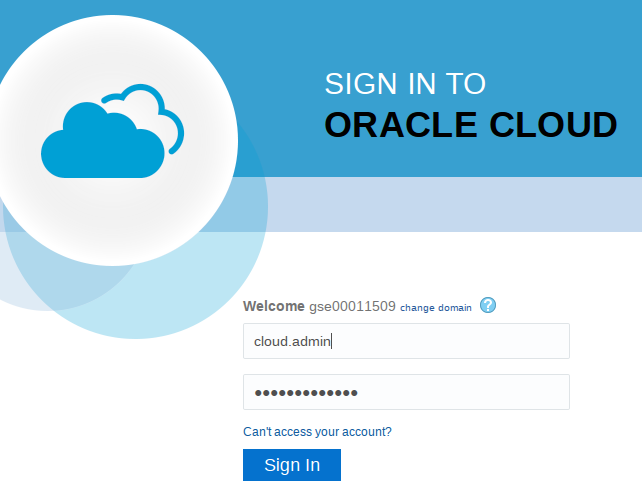 SIGN IN TO
ORACLE CLOUD
Welcome gse00011509 change domain ?
cloud.admin
●●●●●●●●●●●●●
Can't access your account?
Sign In